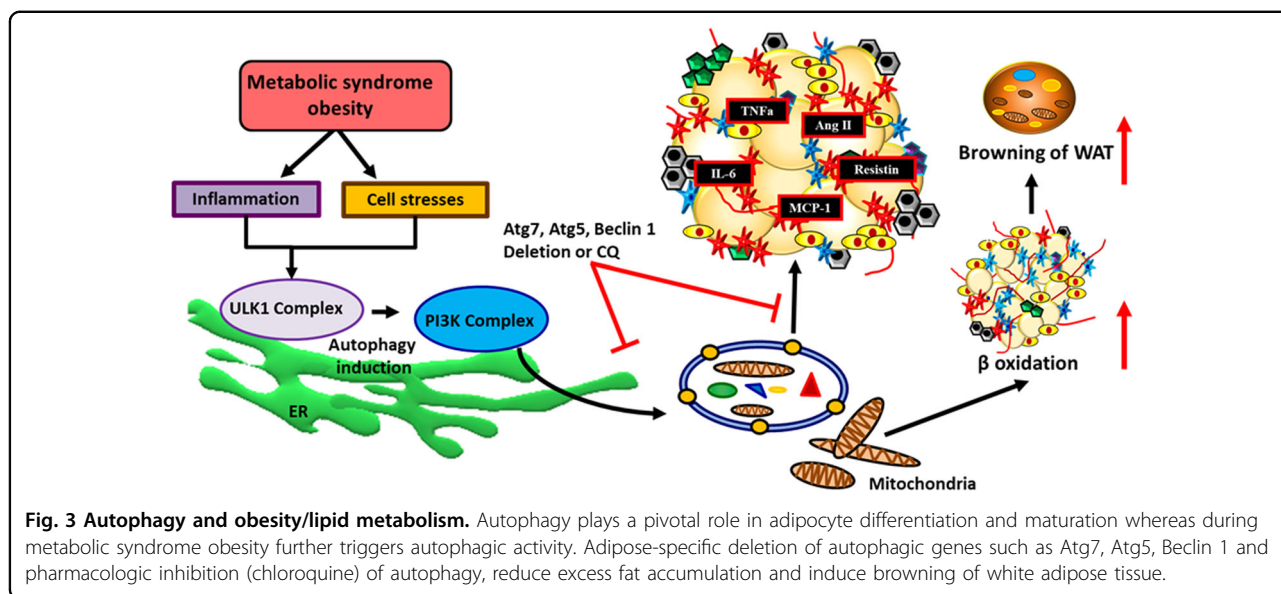 Metabolic syndrome
obesity
Inflammation
Cell stresses
ULK1 Complex
PI3K Complex
Autophagy
induction
ER
Atg7, Atg5, Beclin 1
Deletion or CQ
TNFa
Ang II
IL-6
Resistin
MCP-1
Mitochondria
Browning of WAT
β oxidation
Fig. 3 Autophagy and obesity/lipid metabolism. Autophagy plays a pivotal role in adipocyte differentiation and maturation whereas during
metabolic syndrome obesity further triggers autophagic activity. Adipose-specific deletion of autophagic genes such as Atg7, Atg5, Beclin 1 and
pharmacologic inhibition (chloroquine) of autophagy, reduce excess fat accumulation and induce browning of white adipose tissue.